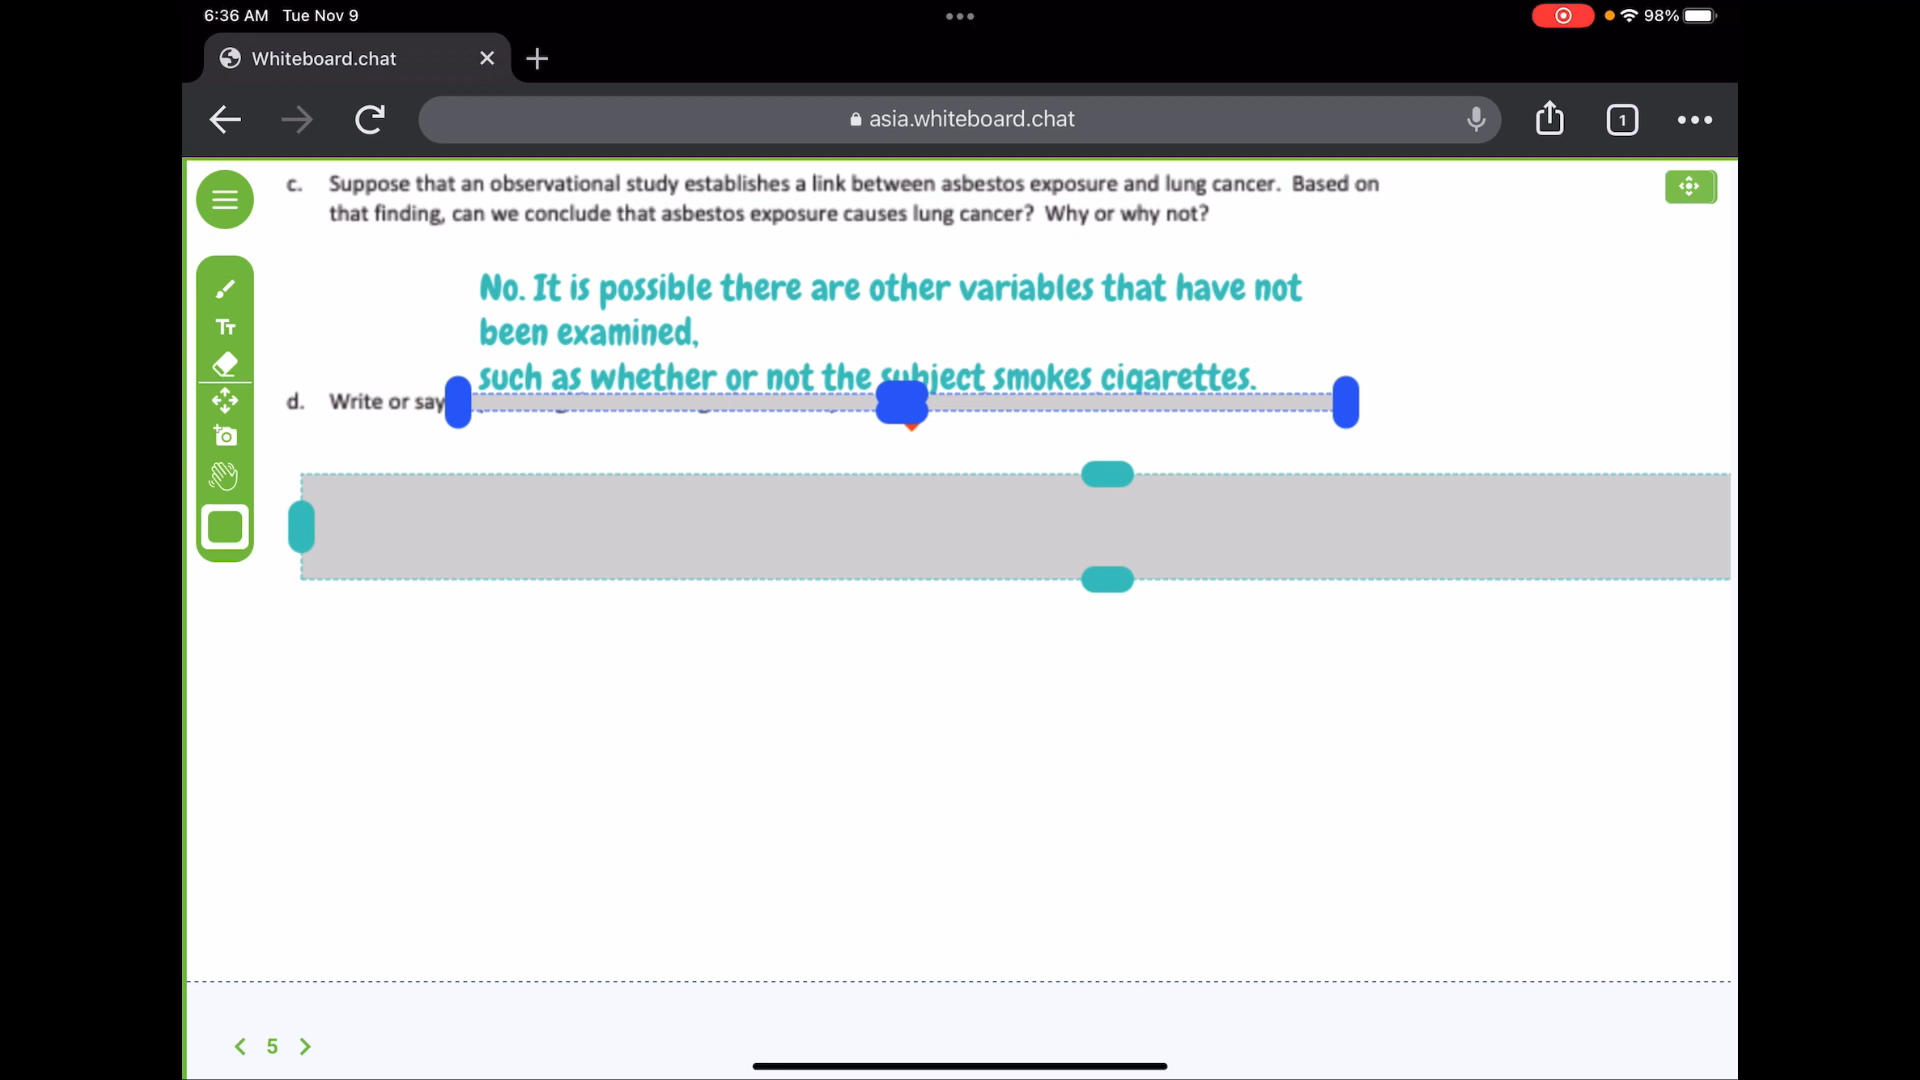 6:36 AM Tue Nov 9
98%
Whiteboard.chat
asia.whiteboard.chat
1
c. Suppose that an observational study establishes a link between asbestos exposure and lung cancer. Based on
that finding, can we conclude that asbestos exposure causes lung cancer? Why or why not?
No. It is possible there are other variables that have not
been examined,
such as whether or not the subject smokes cigarettes.
d. Write or say
TT
5